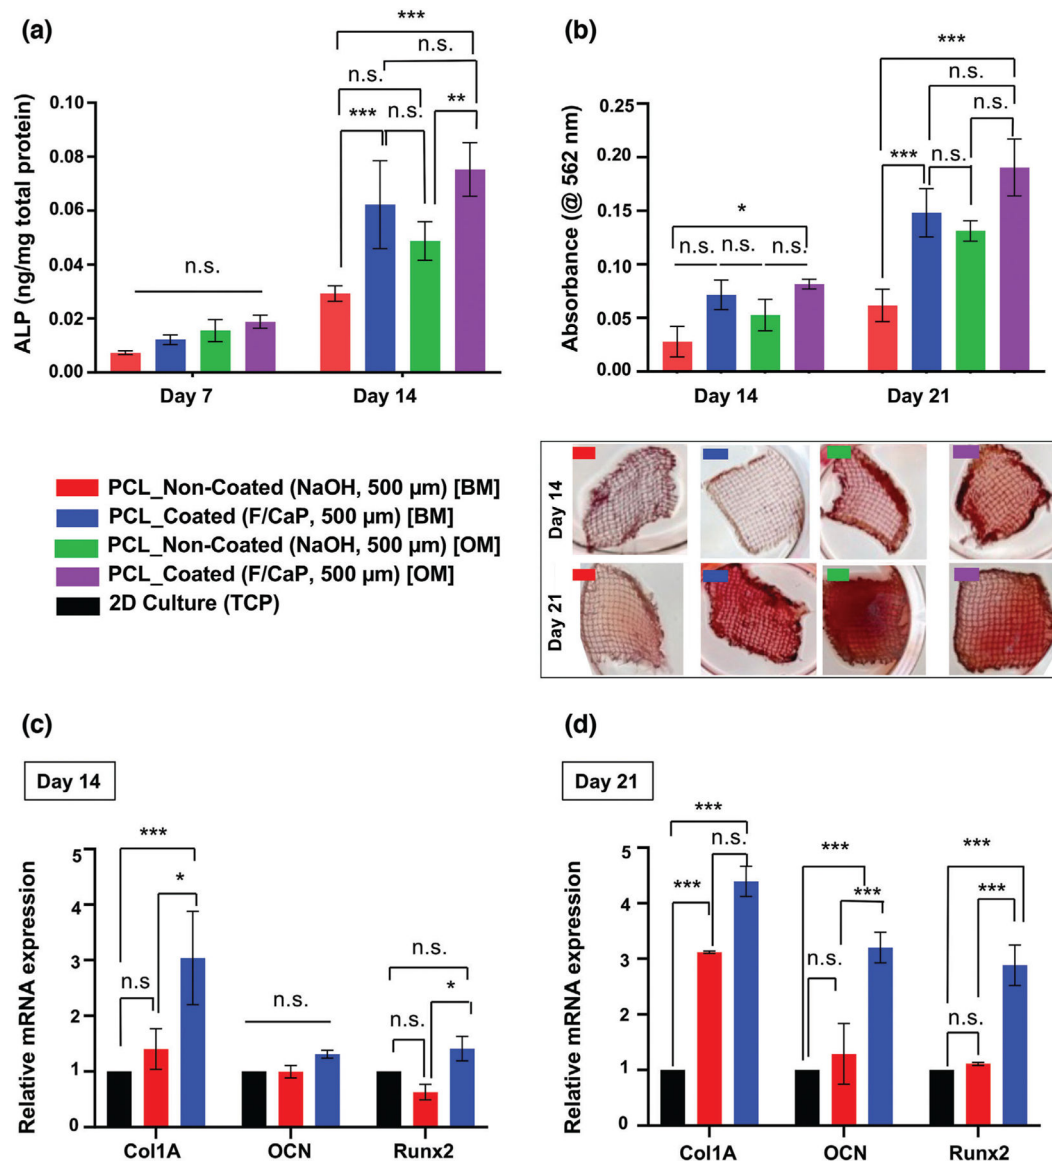 (a)
ALP (ng/mg total protein)
0.10
0.08
0.06
0.04
0.02
0.00
n.s.
***
n.s.
n.s.
***
n.s.
**
Day 7
Day 14
(b)
Absorbance (@ 562 nm)
0.25
0.20
0.15
0.10
0.05
0.00
*
n.s.
n.s.
n.s.
***
n.s.
n.s.
***
n.s.
Day 14
Day 21
PCL_Non-Coated (NaOH, 500 µm) [BM]
PCL_Coated (F/CaP, 500 µm) [BM]
PCL_Non-Coated (NaOH, 500 µm) [OM]
PCL_Coated (F/CaP, 500 µm) [OM]
2D Culture (TCP)
Day 14
Day 21
(c)
Day 14
Relative mRNA expression
5
4
3
2
1
0
***
*
n.s
n.s.
n.s.
*
n.s.
Col1A
OCN
Runx2
(d)
Day 21
Relative mRNA expression
5
4
3
2
1
0
***
n.s.
***
***
***
n.s.
***
***
n.s.
Col1A
OCN
Runx2